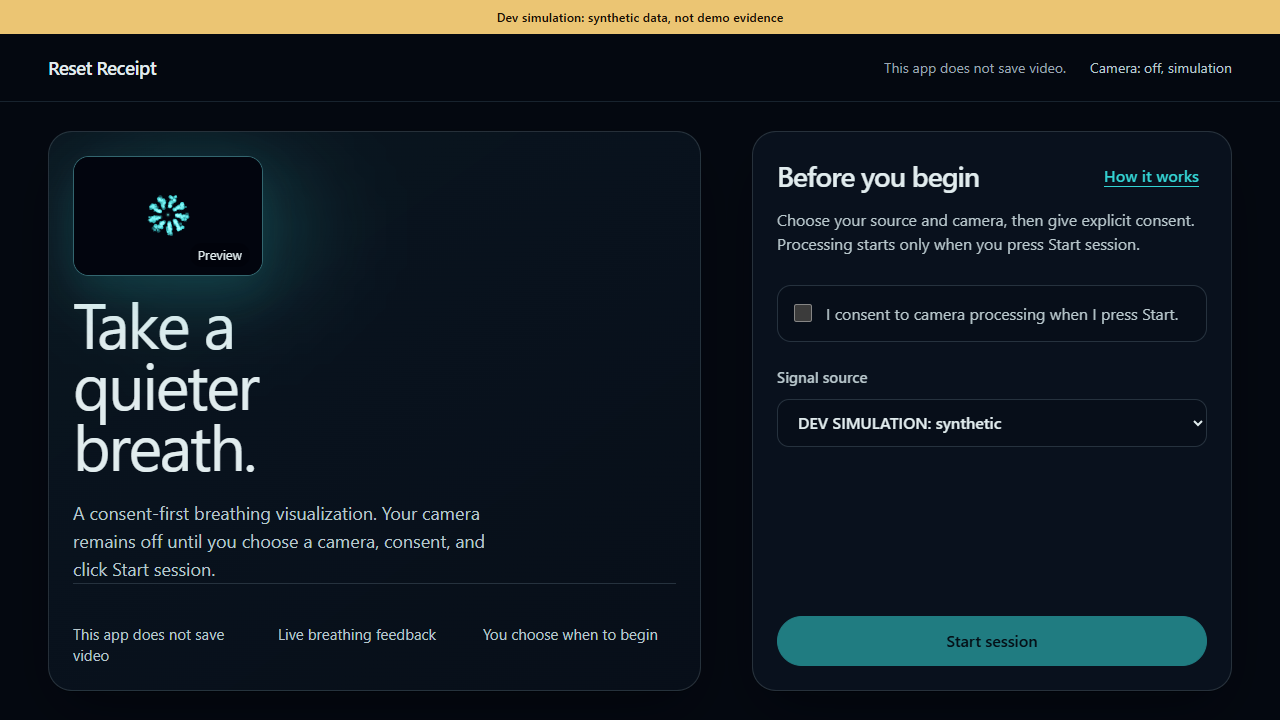 Dev simulation: synthetic data, not demo evidence
Reset Receipt
This app does not save video.
Camera: off, simulation
Preview
Take a
quieter
breath.
A consent-first breathing visualization. Your camera
remains off until you choose a camera, consent, and
click Start session.
This app does not save
video
Live breathing feedback
You choose when to begin
Before you begin
How it works
Choose your source and camera, then give explicit consent.
Processing starts only when you press Start session.
I consent to camera processing when I press Start.
Signal source
DEV SIMULATION: synthetic
Start session